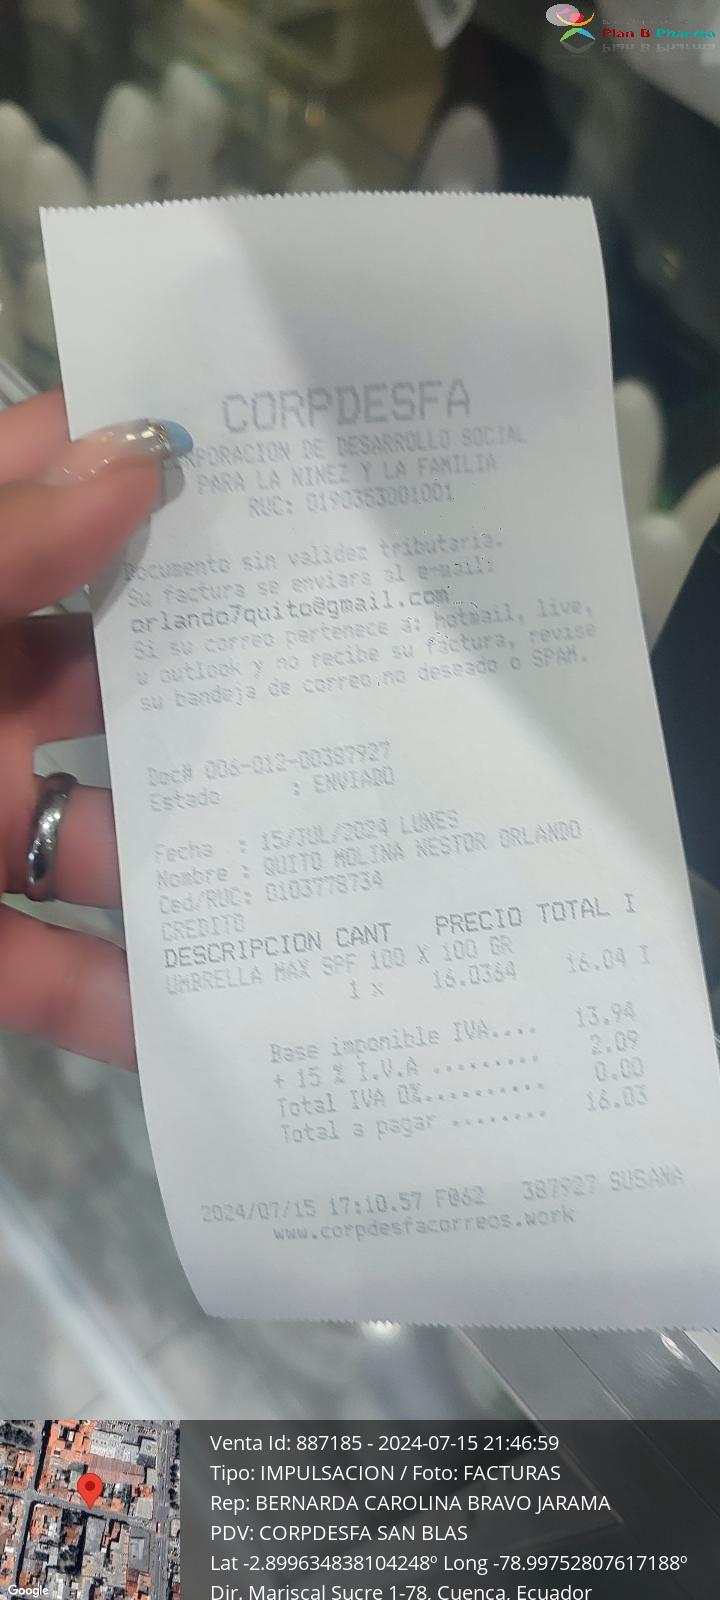 Plan B Pharma
CORPDESFA
CORPORACION DE DESARROLLO SOCIAL
PARA LA NINEZ Y LA FAMILIA
RUC: 0190353001001
Documento sin validez tributaria.
Su factura se enviara al e-mail:
orlando7quito@gmail.com
Si su correo pertenece a: hotmail, live,
u outlook y no recibe su factura, revise
su bandeja de correo no deseado o SPAM.
Doc# 006-012-00387927
Estado : ENVIADO
Fecha : 15/JUL/2024 LUNES
Nombre : QUITO MOLINA NESTOR ORLANDO
Ced/RUC: 0103778734
CREDITO
DESCRIPCION CANT PRECIO TOTAL I
UMBRELLA MAX SPF 100 X 100 GR
1 x 16.0364 16.04 I
Base imponible IVA.... 13.94
+ 15 % I.V.A ......... 2.09
Total IVA 0%.......... 0.00
Total a pagar ........ 16.03
2024/07/15 17:10.57 F@62 387927 SUSANA
www.corpdesfacorreos.work
Venta Id: 887185 - 2024-07-15 21:46:59
Tipo: IMPULSACION / Foto: FACTURAS
Rep: BERNARDA CAROLINA BRAVO JARAMA
PDV: CORPDESFA SAN BLAS
Lat -2.899634838104248º Long -78.99752807617188º
Dir. Mariscal Sucre 1-78, Cuenca, Ecuador
Google